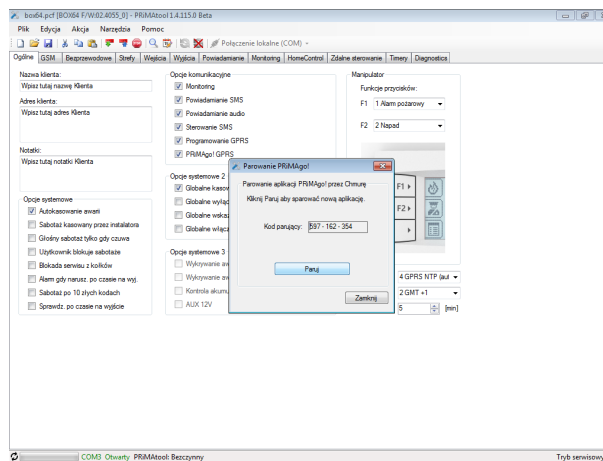 box64.pcf [BOX64 F/W:02.4055_0] - PRiMAtool 1.4.115.0 Beta
Plik Edycja Akcja Narzędzia Pomoc
Połączenie lokalne (COM)
Ogólne GSM Bezprzewodowe Strefy Wejścia Wyjścia Powiadamianie Monitoring HomeControl Zdalne sterowanie Timery Diagnostics
Nazwa klienta:
Wpisz tutaj nazwę Klienta
Adres klienta:
Wpisz tutaj adres Klienta
Notatki:
Wpisz tutaj notatki Klienta
Opcje systemowe
Autokasowanie awarii
Sabotaż kasowany przez instalatora
Głośny sabotaż tylko gdy czuwa
Użytkownik blokuje sabotaże
Blokada serwisu z kołków
Alarm gdy narusz. po czasie na wyj.
Sabotaż po 10 złych kodach
Sprawdz. po czasie na wyjście
Opcje komunikacyjne
Monitoring
Powiadamianie SMS
Powiadamianie audio
Sterowanie SMS
Programowanie GPRS
PRiMAgo! GPRS
Opcje systemowe 2
Globalne kasow
Globalne wyłąc
Globalne wskaz
Globalne włącz
Opcje systemowe 3
Wykrywanie aw
Wykrywanie aw
Kontrola akumu
AUX 12V
Manipulator
Funkcje przycisków:
F1 1 Alarm pożarowy
F2 2 Napad
F1
F2
4 GPRS NTP (aut
2 GMT +1
5 [min]
Parowanie PRiMAgo!
Parowanie aplikacji PRiMAgo! przez Chmurę
Kliknij Paruj aby sparować nową aplikację.
Kod parujący: 597 - 162 - 354
Paruj
Zamknij
COM3 Otwarty PRiMAtool: Bezczynny
Tryb serwisowy